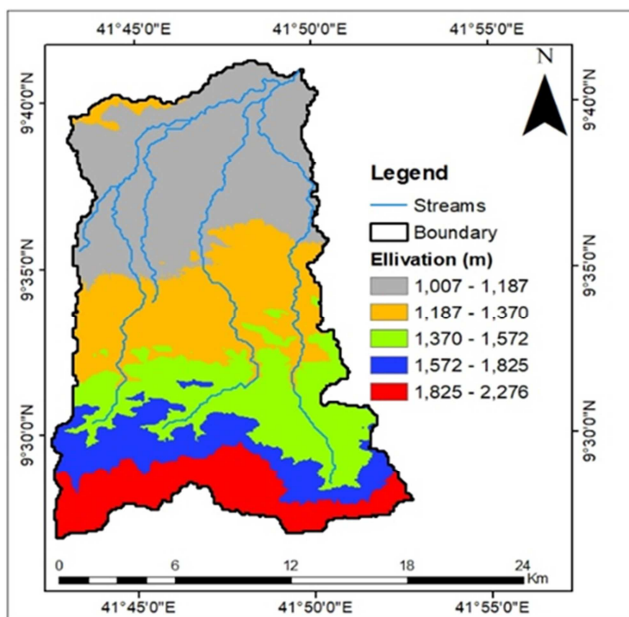 41°45'0"E 41°50'0"E 41°55'0"E
N
9°40'0"N 9°40'0"N
Legend
Streams
Boundary
Ellivation (m)
1,007 - 1,187
1,187 - 1,370
1,370 - 1,572
1,572 - 1,825
1,825 - 2,276
9°35'0"N 9°35'0"N
9°30'0"N 9°30'0"N
0 6 12 18 24
Km
41°45'0"E 41°50'0"E 41°55'0"E